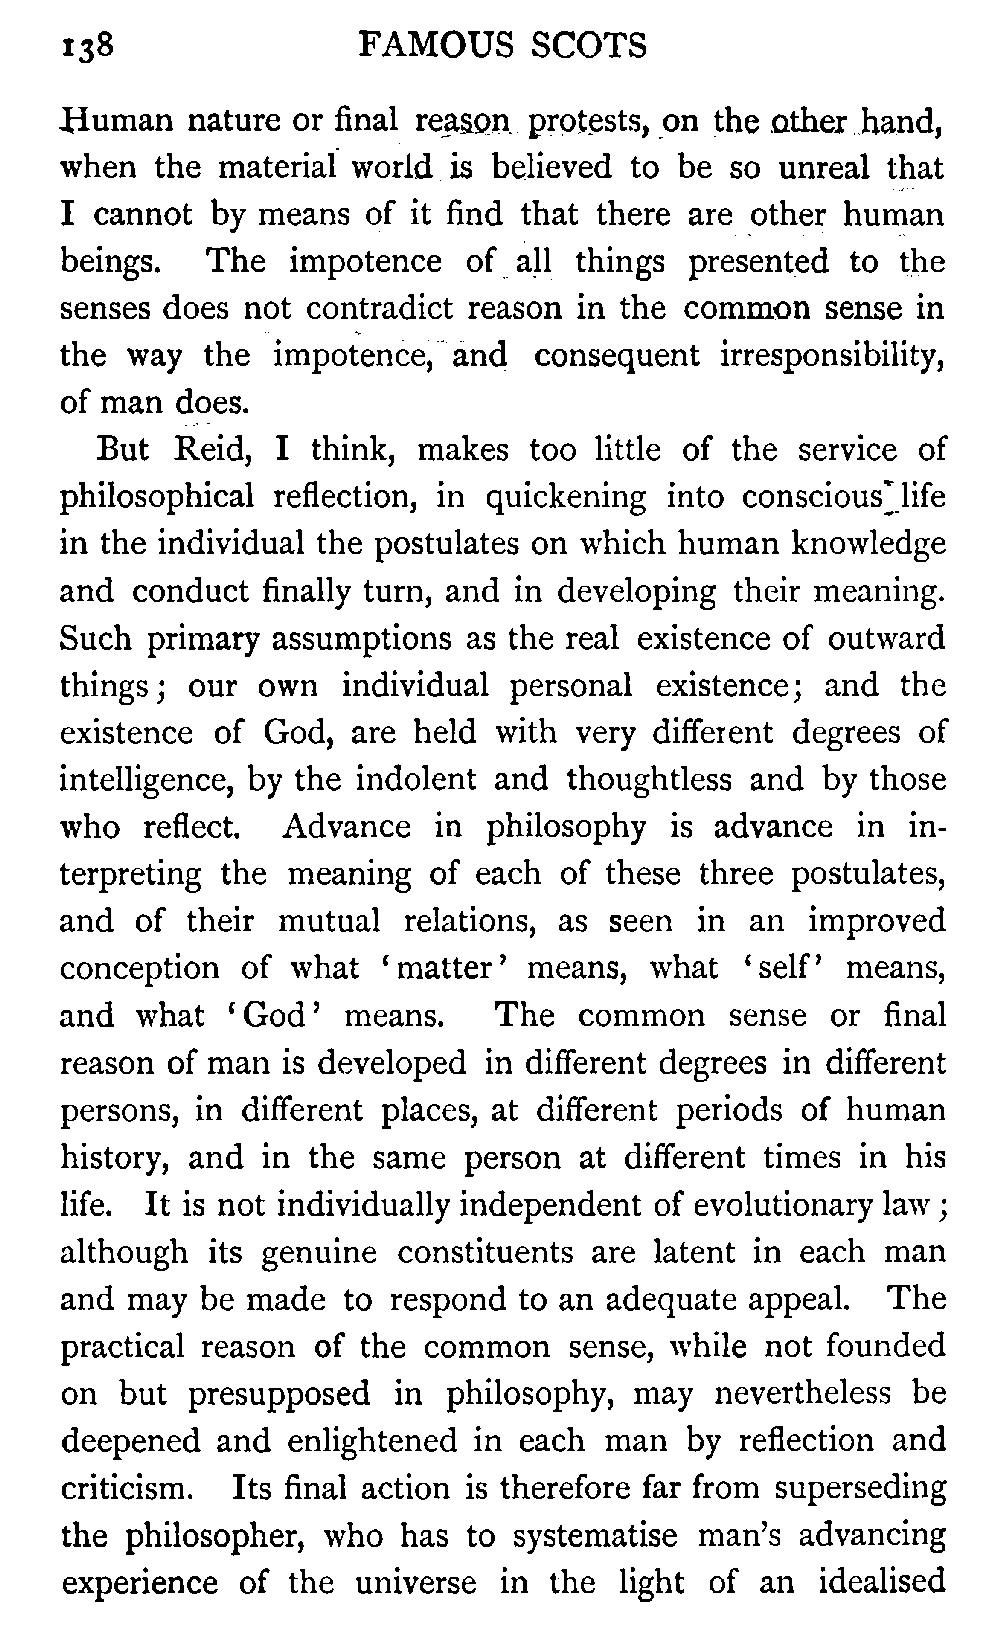 138 FAMOUS SCOTS
Human nature or final reason protests, on the other hand,
when the material world is believed to be so unreal that
I cannot by means of it find that there are other human
beings. The impotence of all things presented to the
senses does not contradict reason in the common sense in
the way the impotence, and consequent irresponsibility,
of man does.
But Reid, I think, makes too little of the service of
philosophical reflection, in quickening into conscious life
in the individual the postulates on which human knowledge
and conduct finally turn, and in developing their meaning.
Such primary assumptions as the real existence of outward
things; our own individual personal existence; and the
existence of God, are held with very different degrees of
intelligence, by the indolent and thoughtless and by those
who reflect. Advance in philosophy is advance in in-
terpreting the meaning of each of these three postulates,
and of their mutual relations, as seen in an improved
conception of what ‘matter’ means, what ‘self’ means,
and what ‘God’ means. The common sense or final
reason of man is developed in different degrees in different
persons, in different places, at different periods of human
history, and in the same person at different times in his
life. It is not individually independent of evolutionary law;
although its genuine constituents are latent in each man
and may be made to respond to an adequate appeal. The
practical reason of the common sense, while not founded
on but presupposed in philosophy, may nevertheless be
deepened and enlightened in each man by reflection and
criticism. Its final action is therefore far from superseding
the philosopher, who has to systematise man's advancing
experience of the universe in the light of an idealised